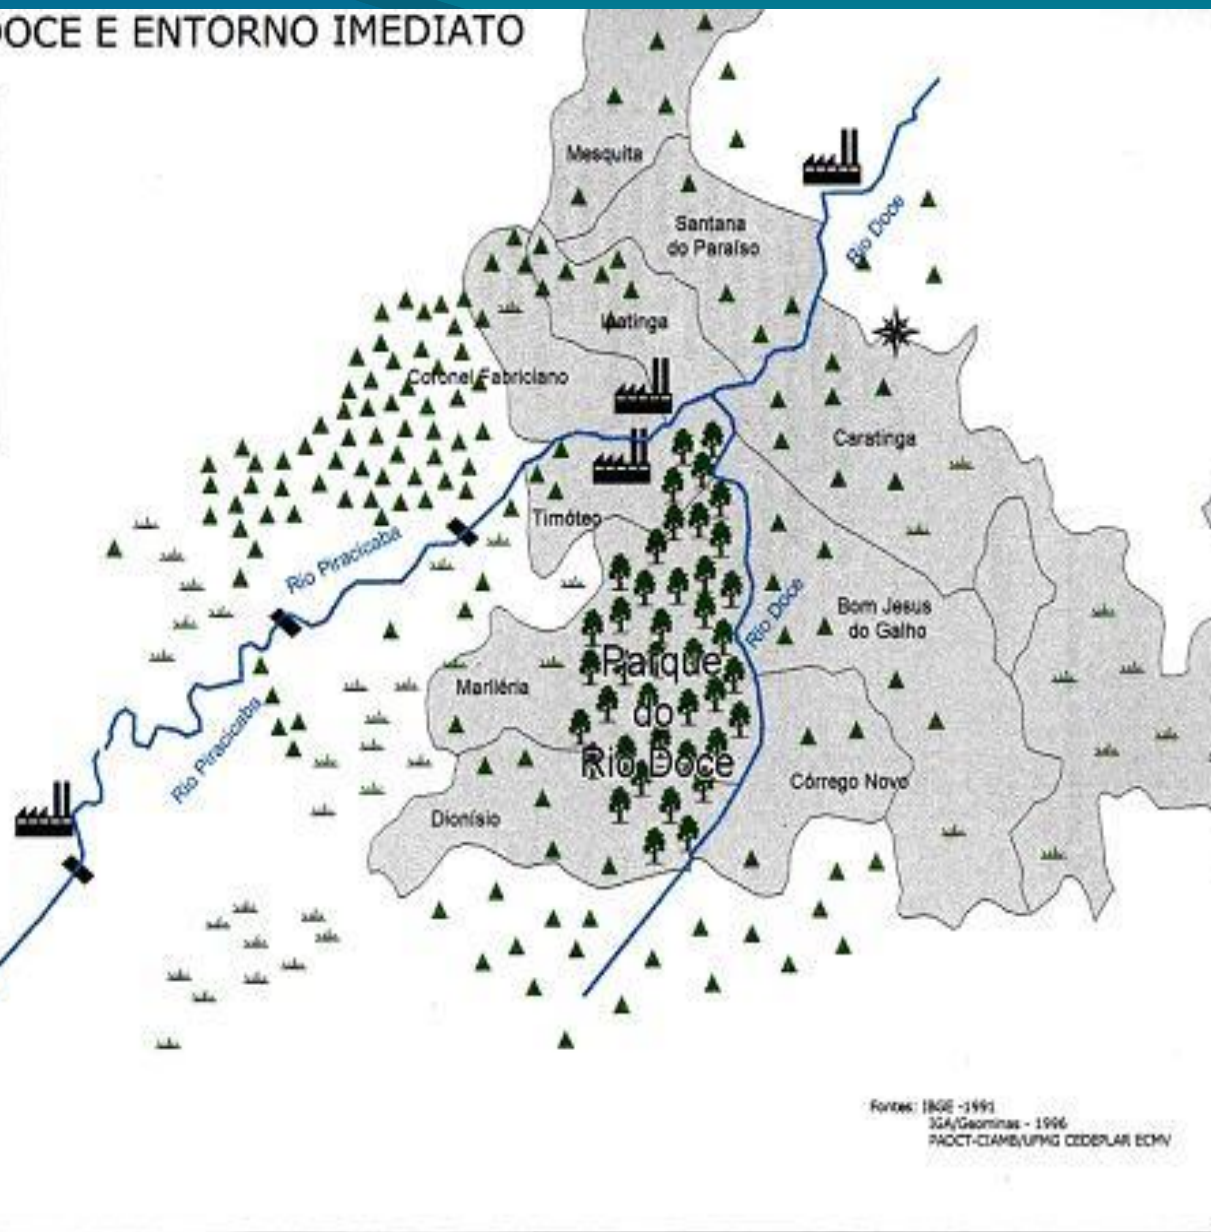 DOCE E ENTORNO IMEDIATO
Mesquita
Santana
do Paraíso
Rio Doce
Ipatinga
Coronel Fabriciano
Caratinga
Timóteo
Rio Piracicaba
Rio Doce
Bom Jesus
do Galho
Parque
do
Rio Doce
Marliéria
Rio Piracicaba
Córrego Novo
Dionísio
Fontes: IBGE -1991
IGA/Geominas - 1996
PADCT-CIAMB/UFMG CEDEPLAR ECMV